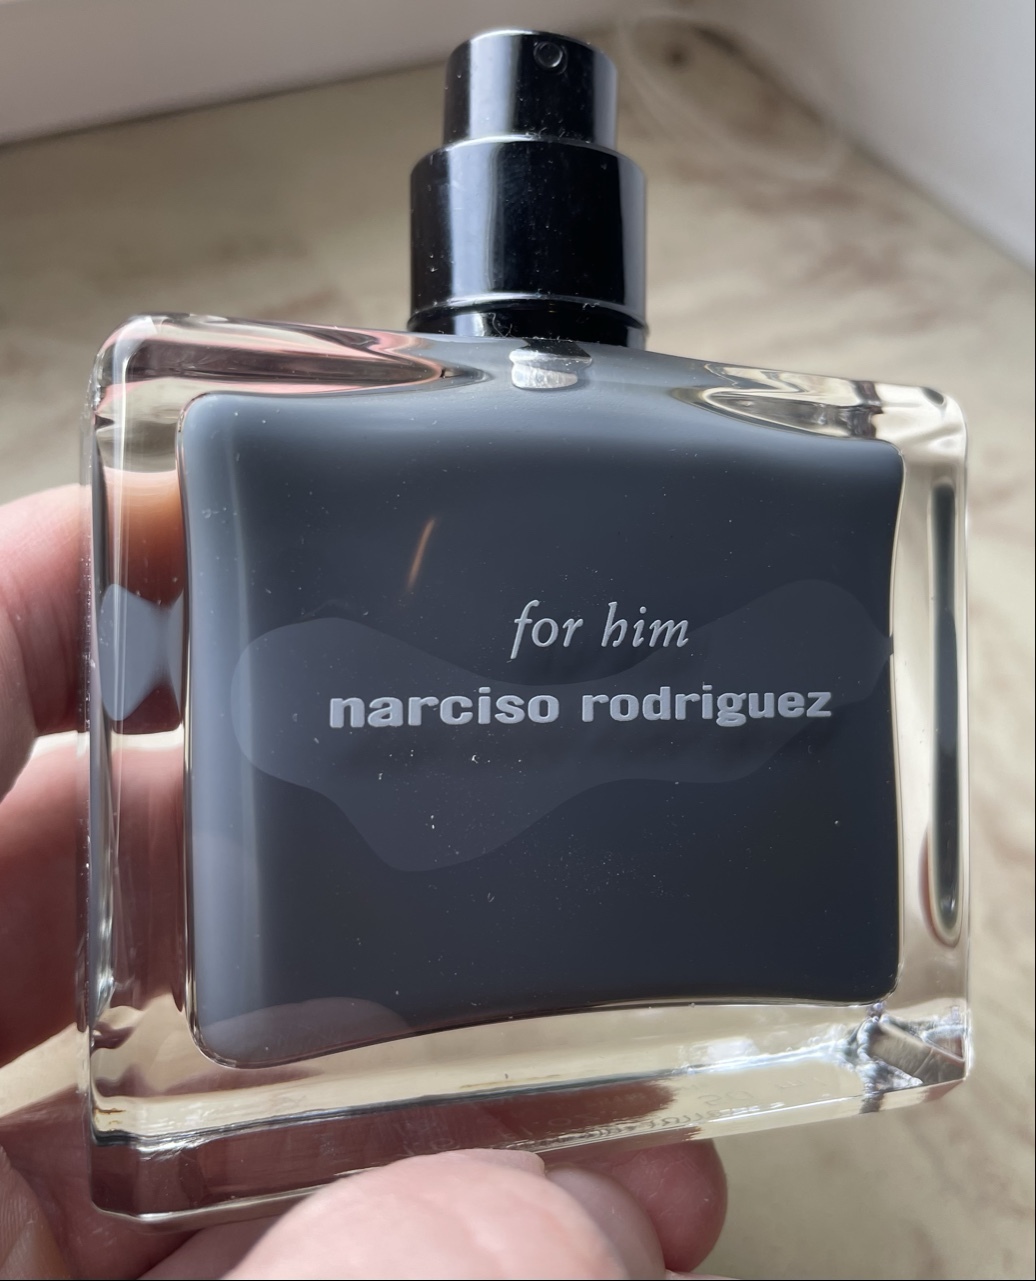 for him
narciso rodriguez